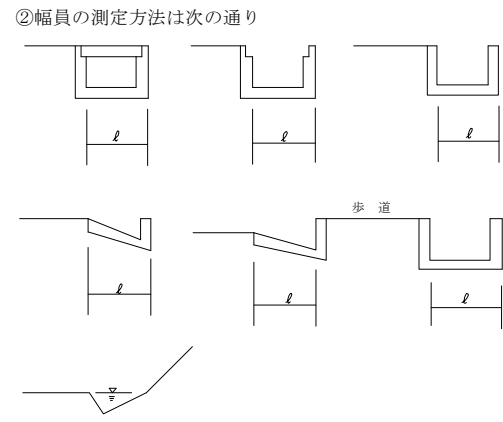 ②幅員の測定方法は次の通り
ℓ ℓ ℓ
歩 道
ℓ ℓ ℓ